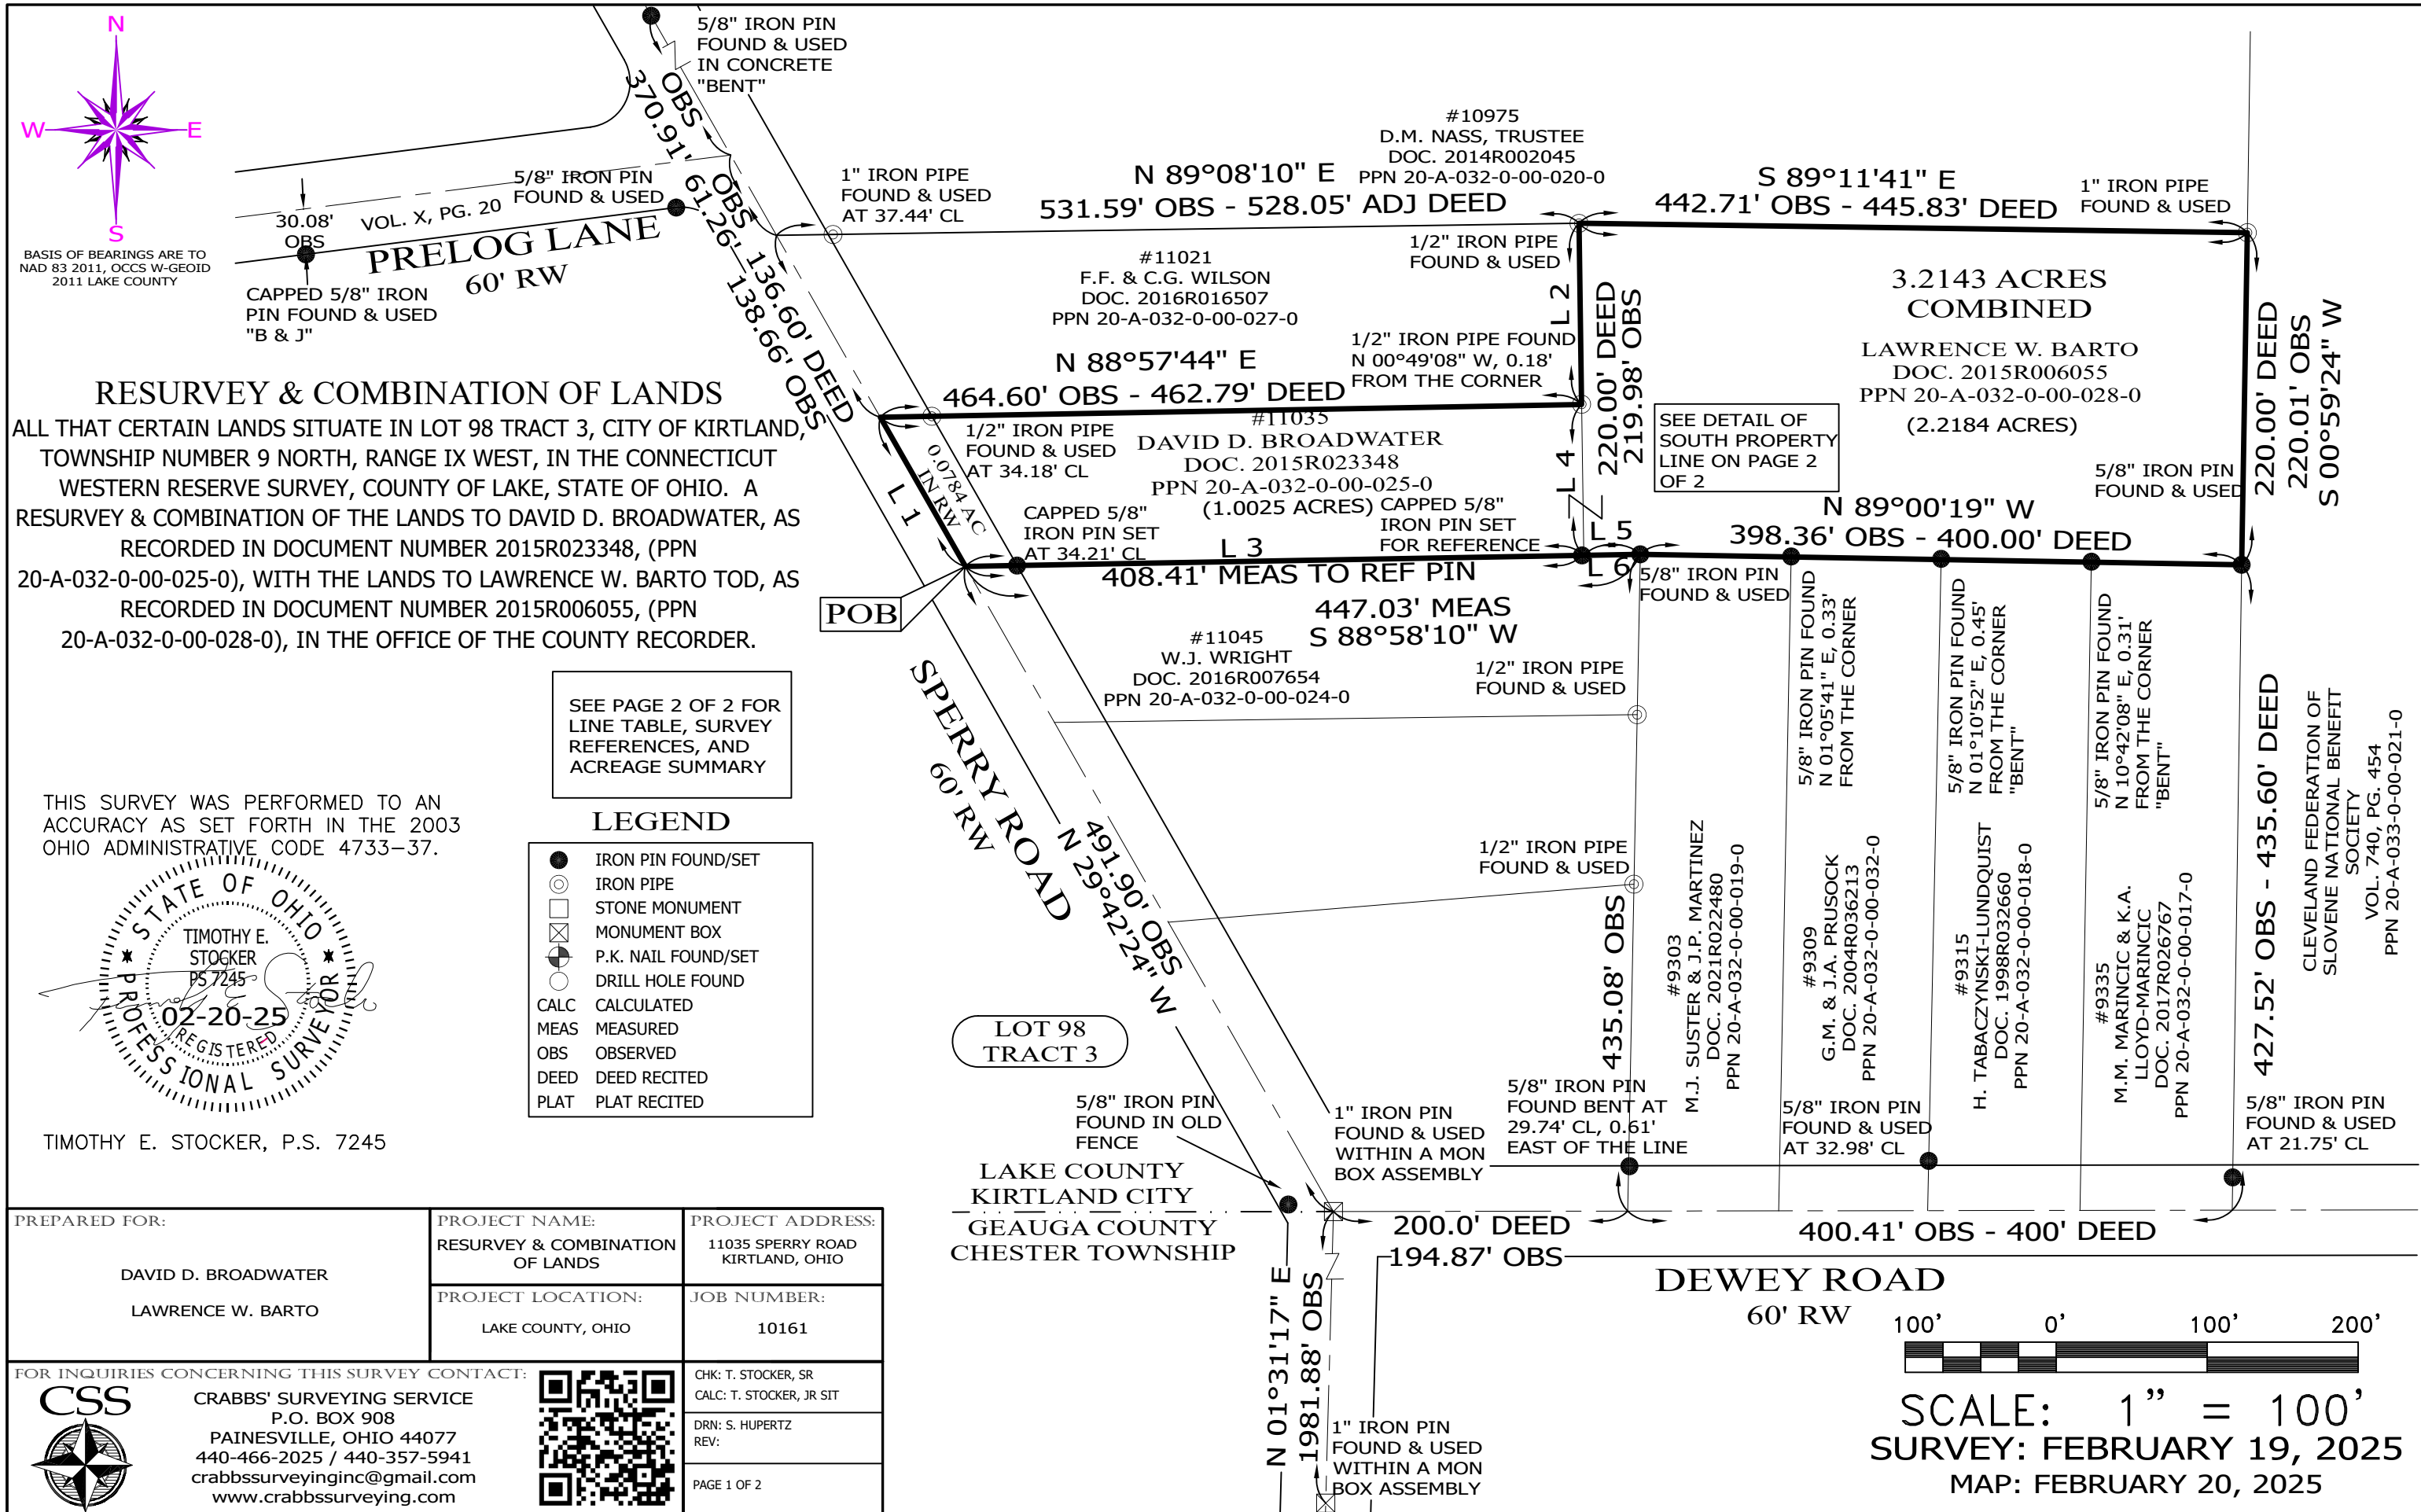 N
W
E
S
BASIS OF BEARINGS ARE TO
NAD 83 2011, OCCS W-GEOID
2011 LAKE COUNTY
30.08'
OBS
VOL. X, PG. 20
5/8" IRON PIN
FOUND & USED
PRELOG LANE
60' RW
CAPPED 5/8" IRON
PIN FOUND & USED
"B & J"
5/8" IRON PIN
FOUND & USED
IN CONCRETE
"BENT"
OBS
370.91'
OBS
61.26'
136.60' DEED
138.66' OBS
1" IRON PIPE
FOUND & USED
AT 37.44' CL
#10975
D.M. NASS, TRUSTEE
DOC. 2014R002045
PPN 20-A-032-0-00-020-0
N 89°08'10" E
531.59' OBS - 528.05' ADJ DEED
S 89°11'41" E
442.71' OBS - 445.83' DEED
1" IRON PIPE
FOUND & USED
1/2" IRON PIPE
FOUND & USED
#11021
F.F. & C.G. WILSON
DOC. 2016R016507
PPN 20-A-032-0-00-027-0
L 2
220.00' DEED
219.98' OBS
3.2143 ACRES
COMBINED
LAWRENCE W. BARTO
DOC. 2015R006055
PPN 20-A-032-0-00-028-0
(2.2184 ACRES)
220.00' DEED
220.01' OBS
S 00°59'24" W
1/2" IRON PIPE FOUND
N 00°49'08" W, 0.18'
FROM THE CORNER
N 88°57'44" E
464.60' OBS - 462.79' DEED
RESURVEY & COMBINATION OF LANDS
ALL THAT CERTAIN LANDS SITUATE IN LOT 98 TRACT 3, CITY OF KIRTLAND,
TOWNSHIP NUMBER 9 NORTH, RANGE IX WEST, IN THE CONNECTICUT
WESTERN RESERVE SURVEY, COUNTY OF LAKE, STATE OF OHIO. A
RESURVEY & COMBINATION OF THE LANDS TO DAVID D. BROADWATER, AS
RECORDED IN DOCUMENT NUMBER 2015R023348, (PPN
20-A-032-0-00-025-0), WITH THE LANDS TO LAWRENCE W. BARTO TOD, AS
RECORDED IN DOCUMENT NUMBER 2015R006055, (PPN
20-A-032-0-00-028-0), IN THE OFFICE OF THE COUNTY RECORDER.
1/2" IRON PIPE
FOUND & USED
AT 34.18' CL
#11035
DAVID D. BROADWATER
DOC. 2015R023348
PPN 20-A-032-0-00-025-0
(1.0025 ACRES)
L 1
0.0784 AC
IN RW
CAPPED 5/8"
IRON PIN SET
AT 34.21' CL
CAPPED 5/8"
IRON PIN SET
FOR REFERENCE
L 4
SEE DETAIL OF
SOUTH PROPERTY
LINE ON PAGE 2
OF 2
5/8" IRON PIN
FOUND & USED
N 89°00'19" W
398.36' OBS - 400.00' DEED
L 3
L 5
L 6
408.41' MEAS TO REF PIN
447.03' MEAS
S 88°58'10" W
5/8" IRON PIN
FOUND & USED
POB
#11045
W.J. WRIGHT
DOC. 2016R007654
PPN 20-A-032-0-00-024-0
1/2" IRON PIPE
FOUND & USED
5/8" IRON PIN FOUND
N 01°05'41" E, 0.33'
FROM THE CORNER
5/8" IRON PIN FOUND
N 01°10'52" E, 0.45'
FROM THE CORNER
"BENT"
5/8" IRON PIN FOUND
N 10°42'08" E, 0.31'
FROM THE CORNER
"BENT"
427.52' OBS - 435.60' DEED
CLEVELAND FEDERATION OF
SLOVENE NATIONAL BENEFIT
SOCIETY
VOL. 740, PG. 454
PPN 20-A-033-0-00-021-0
SEE PAGE 2 OF 2 FOR
LINE TABLE, SURVEY
REFERENCES, AND
ACREAGE SUMMARY
SPERRY ROAD
60' RW
491.90' OBS
N 29°42'24" W
1/2" IRON PIPE
FOUND & USED
435.08' OBS
#9303
M.J. SUSTER & J.P. MARTINEZ
DOC. 2021R022480
PPN 20-A-032-0-00-019-0
#9309
G.M. & J.A. PRUSOCK
DOC. 2004R036213
PPN 20-A-032-0-00-032-0
#9315
H. TABACZYNSKI-LUNDQUIST
DOC. 1998R032660
PPN 20-A-032-0-00-018-0
#9335
M.M. MARINCIC & K.A.
LLOYD-MARINCIC
DOC. 2017R026767
PPN 20-A-032-0-00-017-0
THIS SURVEY WAS PERFORMED TO AN
ACCURACY AS SET FORTH IN THE 2003
OHIO ADMINISTRATIVE CODE 4733-37.
STATE OF OHIO
TIMOTHY E.
STOCKER
PS 7245
02-20-25
REGISTERED
PROFESSIONAL SURVEYOR
TIMOTHY E. STOCKER, P.S. 7245
LEGEND
IRON PIN FOUND/SET
IRON PIPE
STONE MONUMENT
MONUMENT BOX
P.K. NAIL FOUND/SET
DRILL HOLE FOUND
CALC CALCULATED
MEAS MEASURED
OBS OBSERVED
DEED DEED RECITED
PLAT PLAT RECITED
LOT 98
TRACT 3
5/8" IRON PIN
FOUND IN OLD
FENCE
1" IRON PIN
FOUND & USED
WITHIN A MON
BOX ASSEMBLY
5/8" IRON PIN
FOUND BENT AT
29.74' CL, 0.61'
EAST OF THE LINE
5/8" IRON PIN
FOUND & USED
AT 32.98' CL
5/8" IRON PIN
FOUND & USED
AT 21.75' CL
LAKE COUNTY
KIRTLAND CITY
GEAUGA COUNTY
CHESTER TOWNSHIP
200.0' DEED
194.87' OBS
400.41' OBS - 400' DEED
DEWEY ROAD
60' RW
N 01°31'17" E
1981.88' OBS
1" IRON PIN
FOUND & USED
WITHIN A MON
BOX ASSEMBLY
100' 0' 100' 200'
SCALE: 1" = 100'
SURVEY: FEBRUARY 19, 2025
MAP: FEBRUARY 20, 2025
PREPARED FOR:
DAVID D. BROADWATER
LAWRENCE W. BARTO
PROJECT NAME:
RESURVEY & COMBINATION
OF LANDS
PROJECT ADDRESS:
11035 SPERRY ROAD
KIRTLAND, OHIO
PROJECT LOCATION:
LAKE COUNTY, OHIO
JOB NUMBER:
10161
FOR INQUIRIES CONCERNING THIS SURVEY CONTACT:
CSS
CRABBS' SURVEYING SERVICE
P.O. BOX 908
PAINESVILLE, OHIO 44077
440-466-2025 / 440-357-5941
crabbssurveyinginc@gmail.com
www.crabbssurveying.com
CHK: T. STOCKER, SR
CALC: T. STOCKER, JR SIT
DRN: S. HUPERTZ
REV:
PAGE 1 OF 2